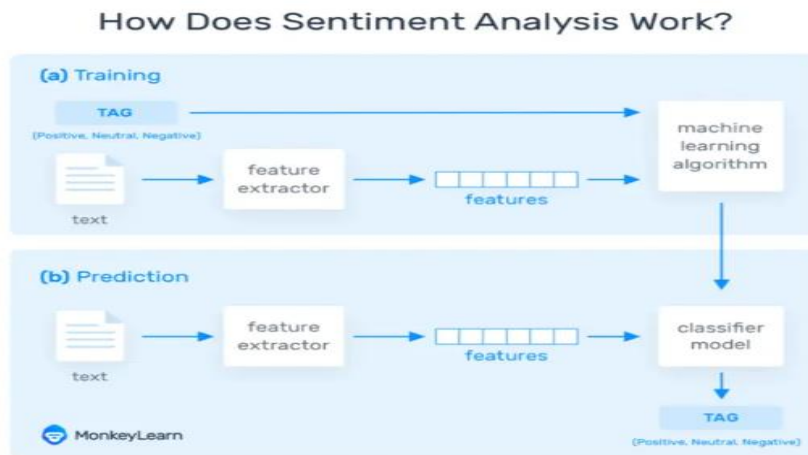 How Does Sentiment Analysis Work?
(a) Training
TAG
(Positive, Neutral, Negative)
machine
learning
algorithm
feature
extractor
features
text
(b) Prediction
feature
extractor
features
classifier
model
text
TAG
(Positive, Neutral, Negative)
MonkeyLearn